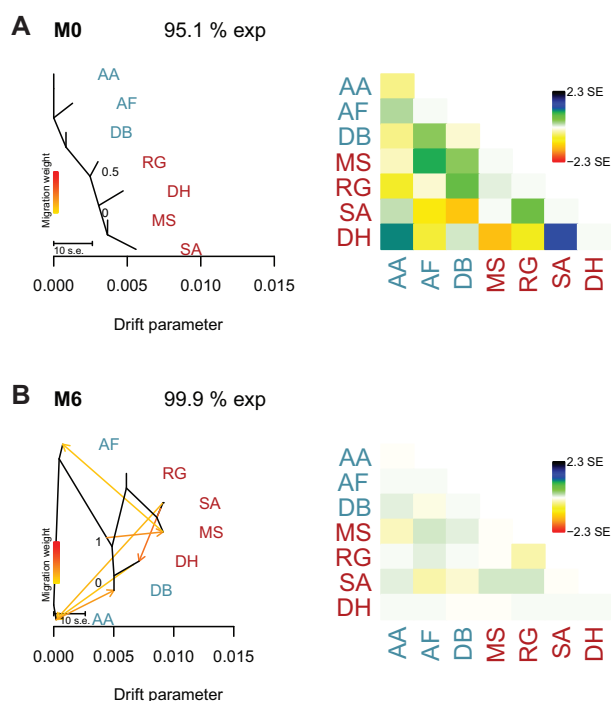 A M0 95.1 % exp
AA
AF
DB
RG
DH
MS
SA
0.5
0
Migration weight
10 s.e.
0.000 0.005 0.010 0.015
Drift parameter
AA
AF
DB
MS
RG
SA
DH
AA AF DB MS RG SA DH
2.3 SE
−2.3 SE
B M6 99.9 % exp
AF
RG
SA
MS
DH
DB
AA
1
0
Migration weight
10 s.e.
0.000 0.005 0.010 0.015
Drift parameter
AA
AF
DB
MS
RG
SA
DH
AA AF DB MS RG SA DH
2.3 SE
−2.3 SE